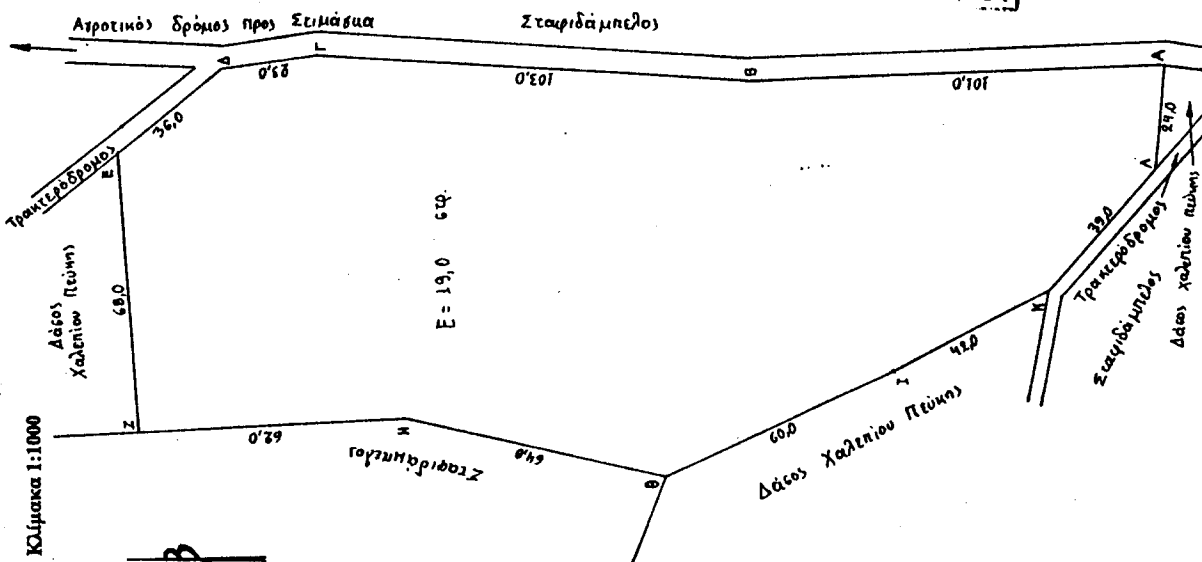 Αγροτικός δρόμος προς Στιμάγκα
Σταφιδάμπελος
Δ
23,0
Γ
103,0
Β
101,0
Α
24,0
Λ
36,0
Τρακτερόδρομος
Ε
68,0
Δάσος
Χαλεπίου Πεύκης
Ε = 19,0 στρ.
39,0
Τρακτερόδρομος
Σταφιδάμπελος
Δάσος Χαλεπίου πεύκης
Κ
42,0
Ι
60,0
Δάσος Χαλεπίου Πεύκης
Ζ
62,0
Η
64,0
Θ
Σταφιδάμπελος
Κλίμακα 1:1000
Β